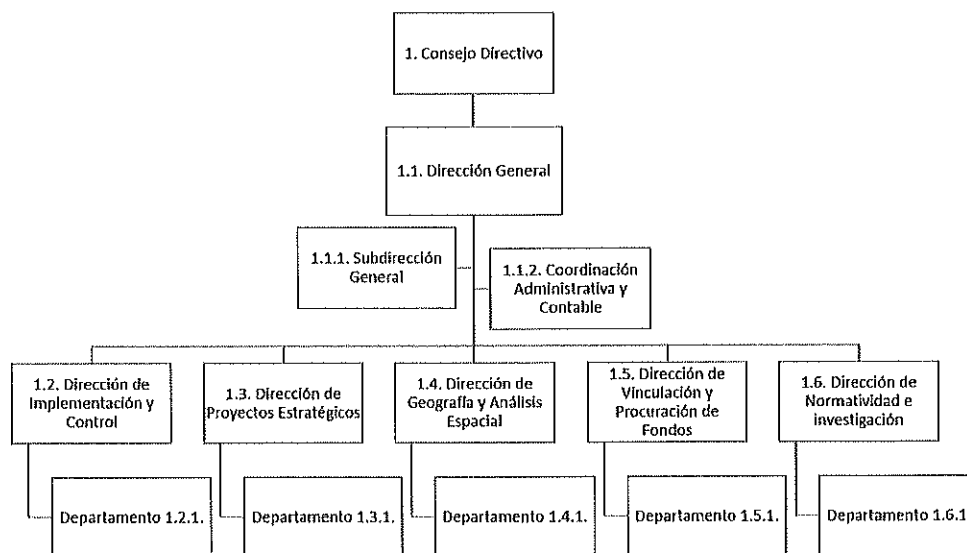 1. Consejo Directivo
1.1. Dirección General
1.1.1. Subdirección
General
1.1.2. Coordinación
Administrativa y
Contable
1.2. Dirección de
Implementación y
Control
1.3. Dirección de
Proyectos Estratégicos
1.4. Dirección de
Geografía y Análisis
Espacial
1.5. Dirección de
Vinculación y
Procuración de
Fondos
1.6. Dirección de
Normatividad e
investigación
Departamento 1.2.1.
Departamento 1.3.1.
Departamento 1.4.1.
Departamento 1.5.1.
Departamento 1.6.1